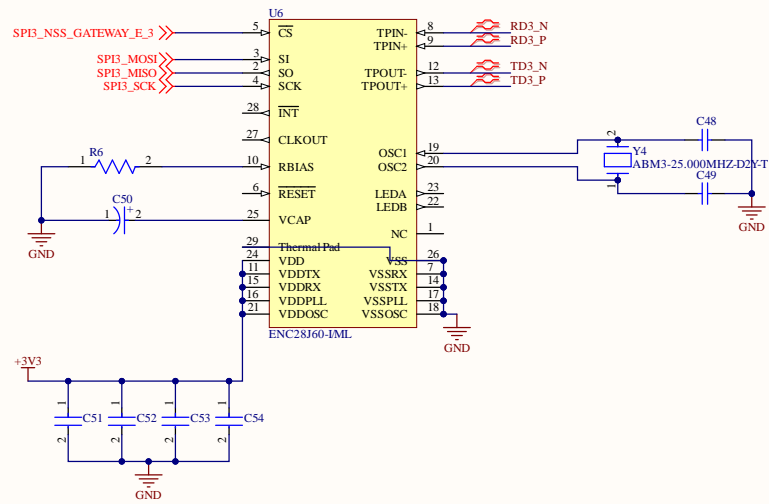 U6
SPI3_NSS_GATEWAY_E_3 5 CS TPIN- 8 RD3_N
TPIN+ 9 RD3_P
SPI3_MOSI 3 SI
SPI3_MISO 2 SO TPOUT- 12 TD3_N
SPI3_SCK 4 SCK TPOUT+ 13 TD3_P
28 INT
C48
27 CLKOUT
2
R6 OSC1 19 Y4
1 2 10 RBIAS OSC2 20 ABM3-25.000MHZ-D2Y-T
C49
1
6 RESET LEDA 23
C50 LEDB 22
1 + 2 25 VCAP
GND NC 1 GND
29 Thermal Pad
24 VDD VSS 26
11 VDDTX VSSRX 7
15 VDDRX VSSTX 14
16 VDDPLL VSSPLL 17
21 VDDOSC VSSOSC 18
ENC28J60-I/ML GND
+3V3
1 1 1 1
C51 C52 C53 C54
2 2 2 2
GND